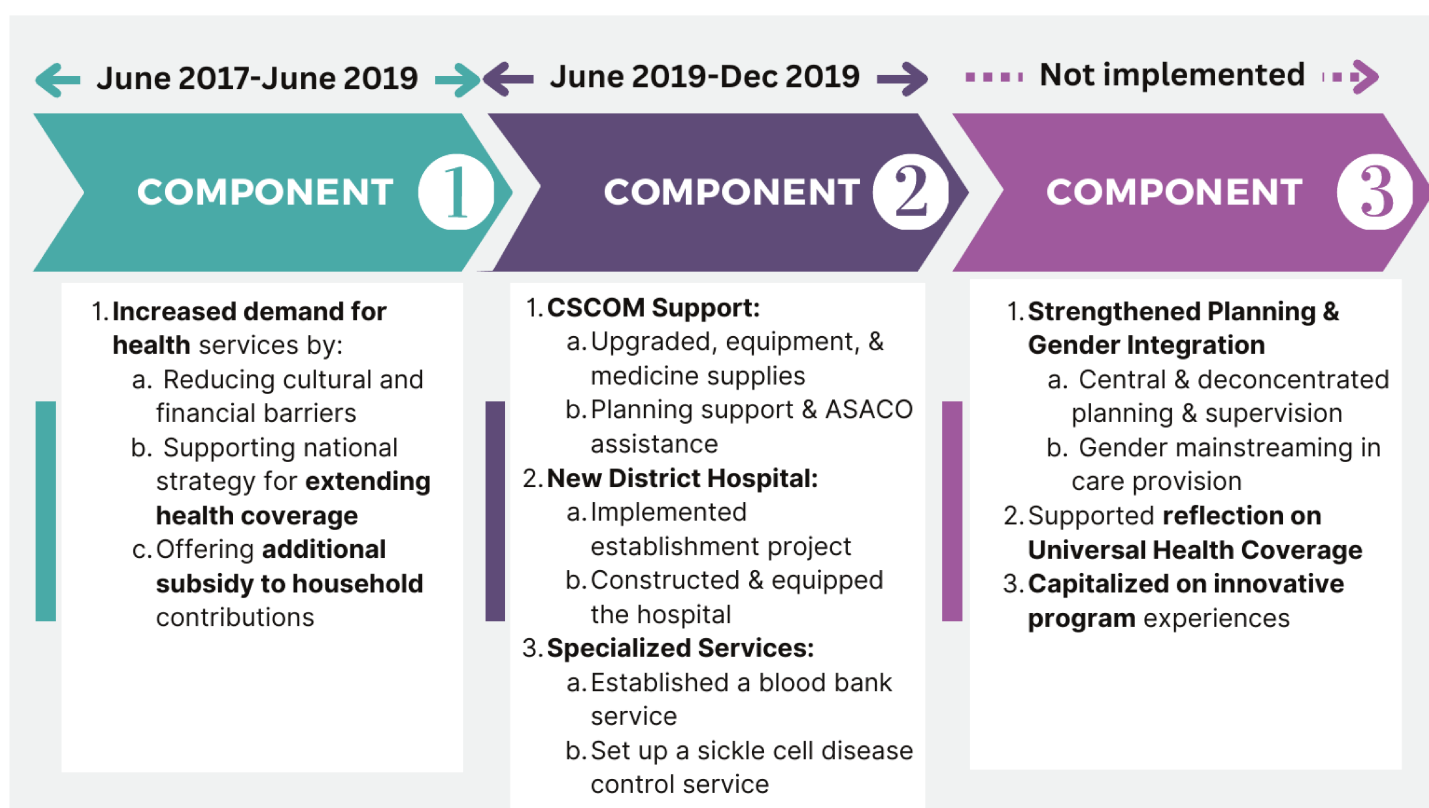 June 2017-June 2019
June 2019-Dec 2019
Not implemented
COMPONENT 1
COMPONENT 2
COMPONENT 3
1. Increased demand for
health services by:
a. Reducing cultural and
financial barriers
b. Supporting national
strategy for extending
health coverage
c. Offering additional
subsidy to household
contributions
1. CSCOM Support:
a. Upgraded, equipment, &
medicine supplies
b. Planning support & ASACO
assistance
2. New District Hospital:
a. Implemented
establishment project
b. Constructed & equipped
the hospital
3. Specialized Services:
a. Established a blood bank
service
b. Set up a sickle cell disease
control service
1. Strengthened Planning &
Gender Integration
a. Central & deconcentrated
planning & supervision
b. Gender mainstreaming in
care provision
2. Supported reflection on
Universal Health Coverage
3. Capitalized on innovative
program experiences